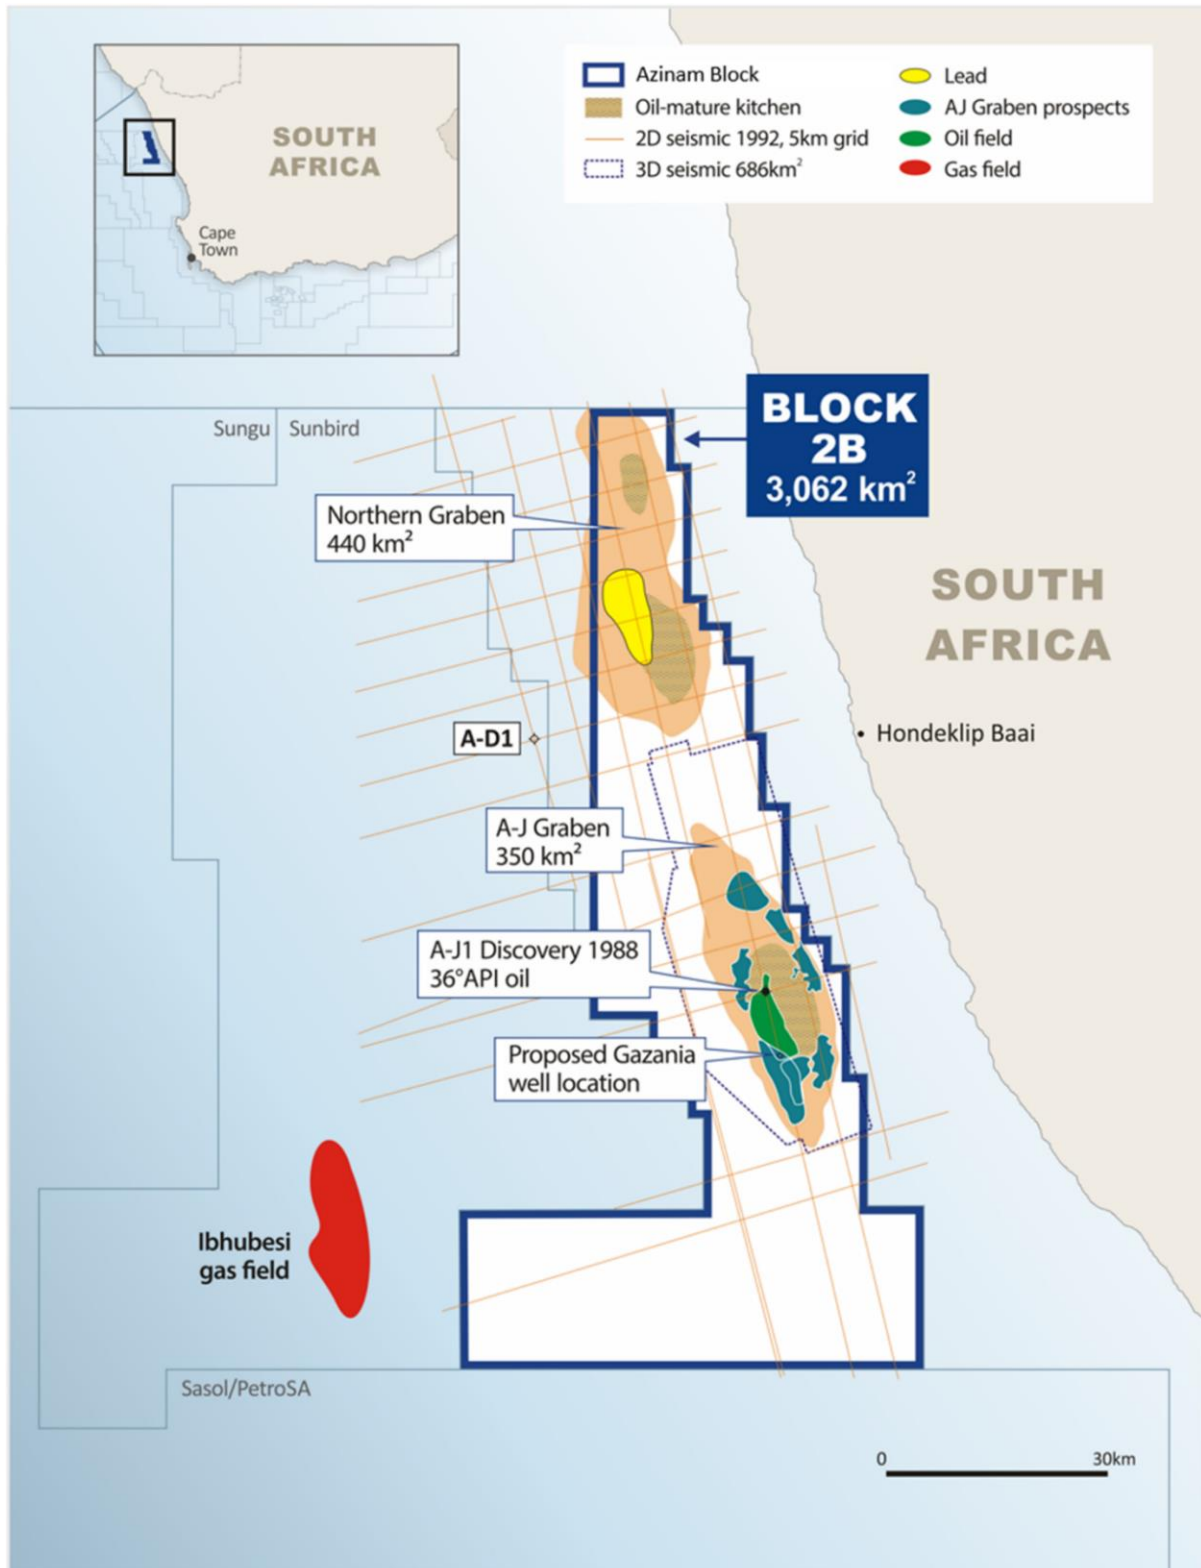 SOUTH
AFRICA
Cape
Town
Azinam Block
Oil-mature kitchen
2D seismic 1992, 5km grid
3D seismic 686km²
Lead
AJ Graben prospects
Oil field
Gas field
Sungu
Sunbird
BLOCK
2B
3,062 km²
Northern Graben
440 km²
SOUTH
AFRICA
A-D1
Hondeklip Baai
A-J Graben
350 km²
A-J1 Discovery 1988
36°API oil
Proposed Gazania
well location
Ibhubesi
gas field
Sasol/PetroSA
0
30km